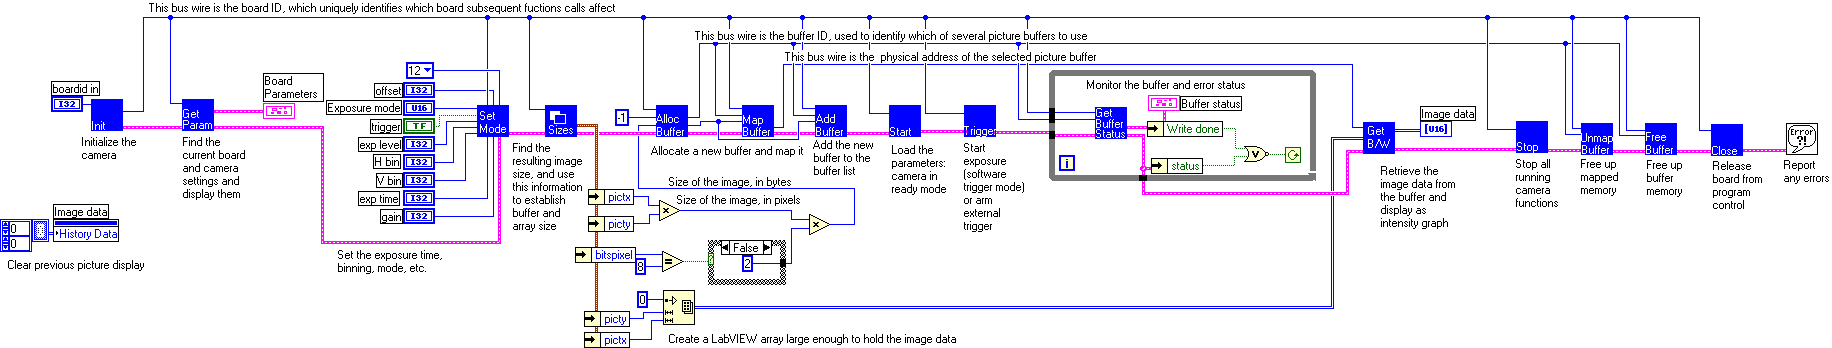 This bus wire is the board ID, which uniquely identifies which board subsequent fuctions calls affect
This bus wire is the buffer ID, used to identify which of several picture buffers to use
This bus wire is the  physical address of the selected picture buffer
boardid in
I32
Init
Initialize the
camera
Get
Param
Find the
current board
and camera
settings and
display them
Board
Parameters
12
offset
I32
Exposure mode
U16
trigger
TF
exp level
I32
H bin
I32
V bin
I32
exp time
I32
gain
I32
Set
Mode
Set the exposure time,
binning, mode, etc.
Image data
History Data
0
0
Clear previous picture display
Sizes
Find the
resulting image
size, and use
this information
to establish
buffer and
array size
-1
Alloc
Buffer
Map
Buffer
Allocate a new buffer and map it
Add
Buffer
Add the new
buffer to the
buffer list
Size of the image, in bytes
Size of the image, in pixels
pictx
picty
x
x
bitspixel
8
=
?
False
2
0
picty
pictx
Create a LabVIEW array large enough to hold the image data
Start
Load the
parameters:
camera in
ready mode
Trigger
Start
exposure
(software
trigger mode)
or arm
external
trigger
Monitor the buffer and error status
Get
Buffer
Status
Buffer status
Write done
status
V
i
Get
B/W
Retrieve the
image data from
the buffer and
display as
intensity graph
Image data
[U16]
Stop
Stop all
running
camera
functions
Unmap
Buffer
Free up
mapped
memory
Free
Buffer
Free up
buffer
memory
Close
Release
board from
program
control
Error
?!
Report
any errors